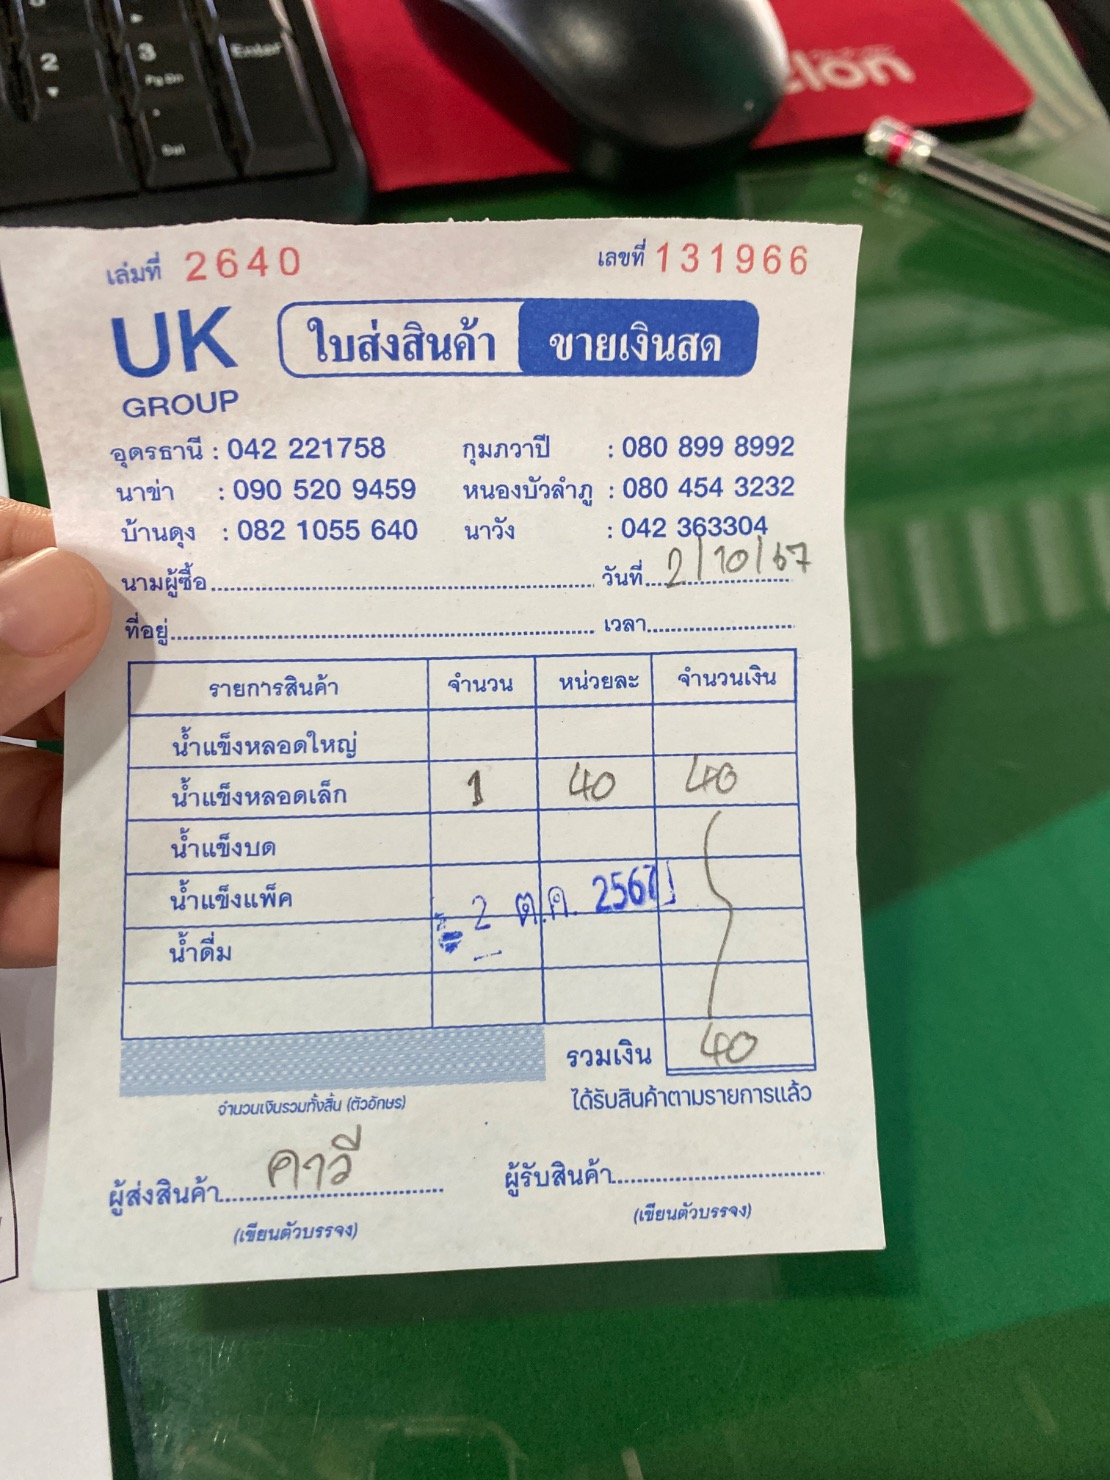 2
3
Enter
Pg Dn
Del
lon
เล่มที่ 2640 เลขที่ 131966
UK
GROUP
ใบส่งสินค้า ขายเงินสด
อุดรธานี : 042 221758 กุมภวาปี : 080 899 8992
นาข่า : 090 520 9459 หนองบัวลำภู : 080 454 3232
บ้านดุง : 082 1055 640 นาวัง : 042 363304
นามผู้ซื้อ วันที่ 2/10/67
ที่อยู่ เวลา
รายการสินค้า จำนวน หน่วยละ จำนวนเงิน
น้ำแข็งหลอดใหญ่
น้ำแข็งหลอดเล็ก 1 40 40
น้ำแข็งบด
น้ำแข็งแพ็ค
2 ต.ค. 2567
น้ำดื่ม
รวมเงิน 40
จำนวนเงินรวมทั้งสิ้น (ตัวอักษร) ได้รับสินค้าตามรายการแล้ว
ผู้ส่งสินค้า คาวี ผู้รับสินค้า
(เขียนตัวบรรจง) (เขียนตัวบรรจง)